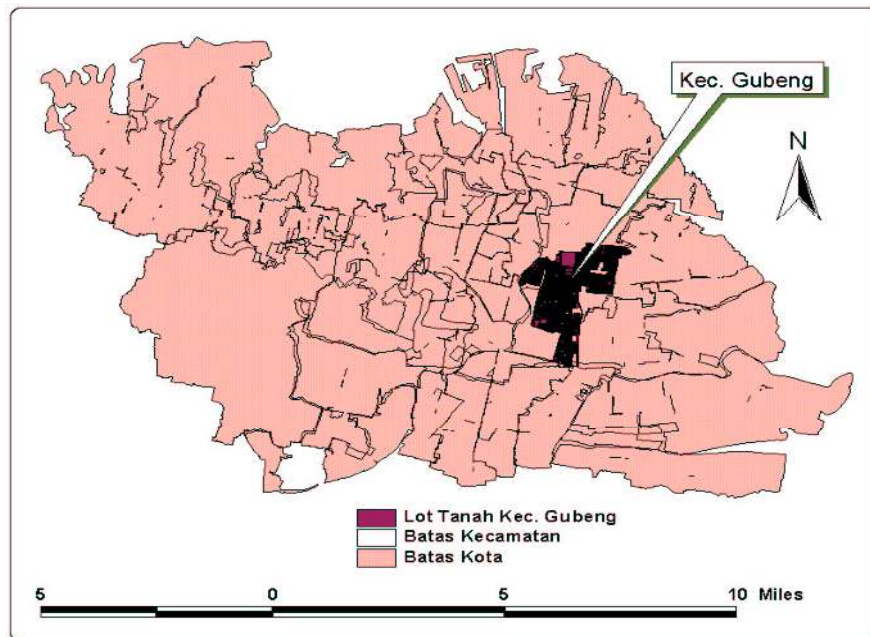 Kec. Gubeng
N
Lot Tanah Kec. Gubeng
Batas Kecamatan
Batas Kota
5 0 5 10 Miles